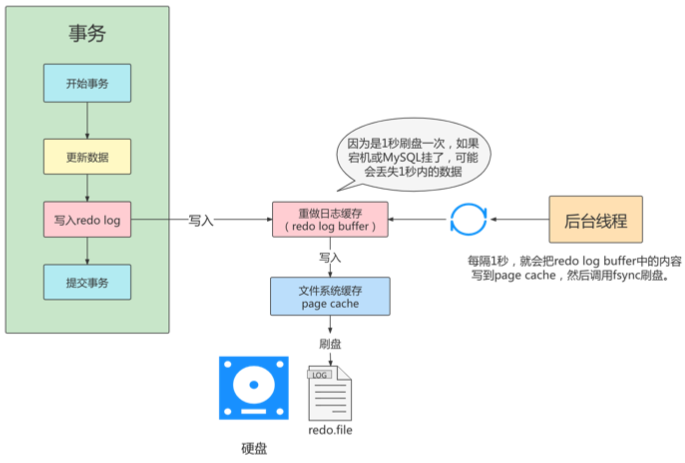 事务
开始事务
更新数据
写入redo log
提交事务
写入
因为是1秒刷盘一次，如果
宕机或MySQL挂了，可能
会丢失1秒内的数据
重做日志缓存
（redo log buffer）
后台线程
每隔1秒，就会把redo log buffer中的内容
写到page cache，然后调用fsync刷盘。
写入
文件系统缓存
page cache
刷盘
LOG
redo.file
硬盘